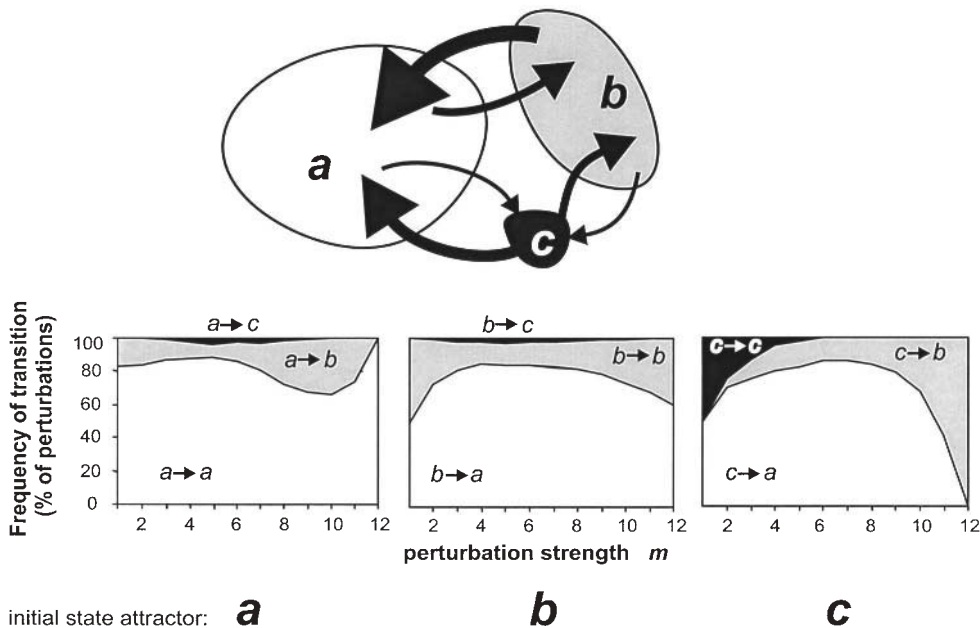 a
b
c
Frequency of transition
(% of perturbations)
100
80
60
40
20
0
a→c
a→b
a→a
2 4 6 8 10 12
b→c
b→b
b→a
2 4 6 8 10 12
c→c
c→b
c→a
2 4 6 8 10 12
perturbation strength m
initial state attractor: a b c